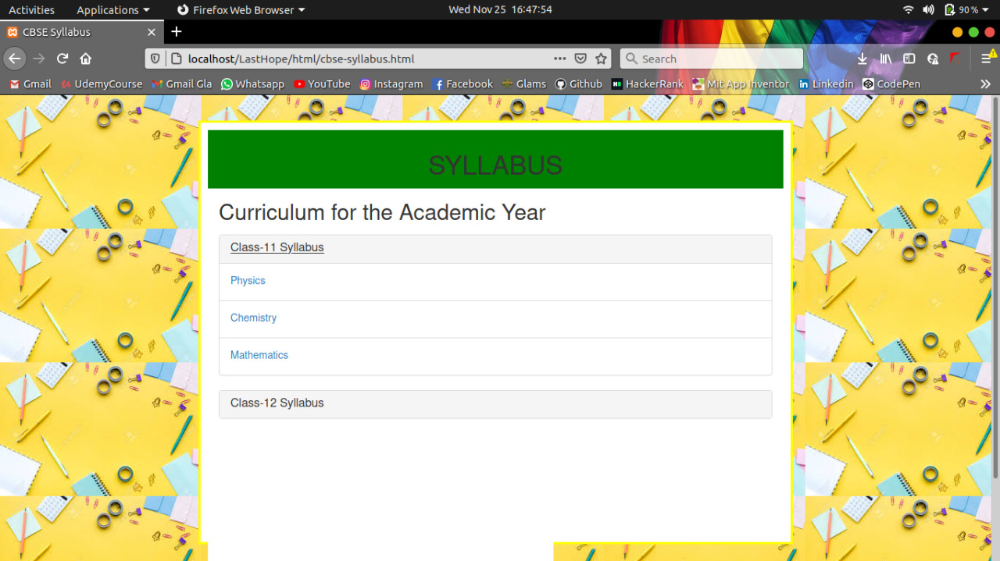 Activities Applications Firefox Web Browser Wed Nov 25 16:47:54 90 %
CBSE Syllabus
localhost/LastHope/html/cbse-syllabus.html Search
Gmail UdemyCourse Gmail Gla Whatsapp YouTube Instagram Facebook Glams Github HackerRank Mit App Inventor Linkedin CodePen
SYLLABUS
Curriculum for the Academic Year
Class-11 Syllabus
Physics
Chemistry
Mathematics
Class-12 Syllabus